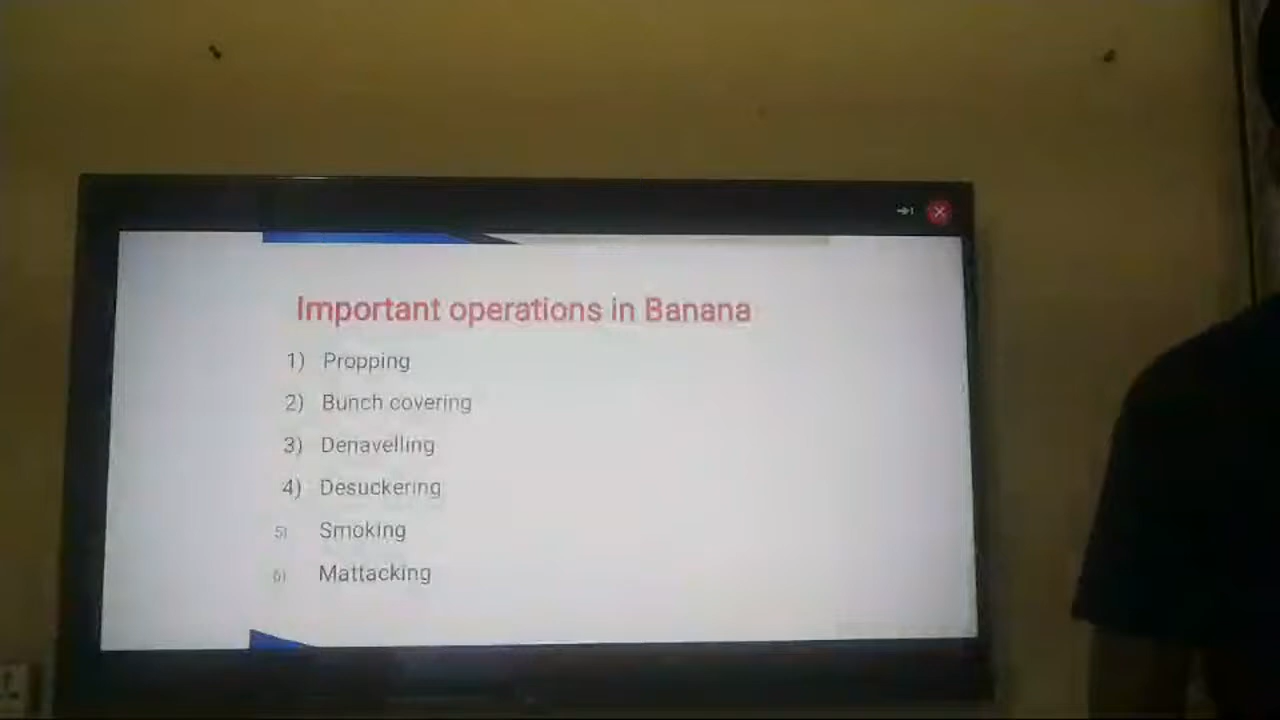 Important operations in Banana
1) Propping
2) Bunch covering
3) Denavelling
4) Desuckering
5) Smoking
6) Mattacking